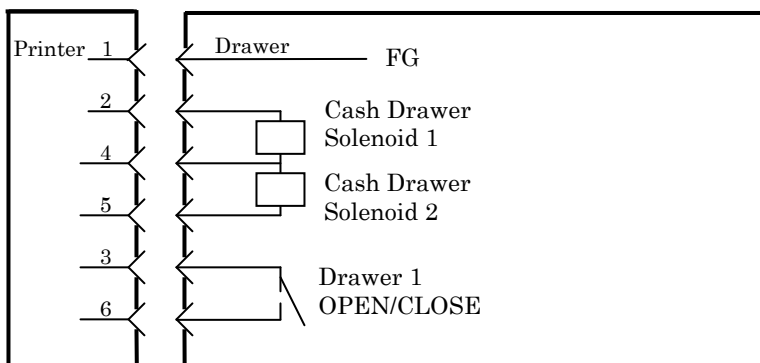 Printer 1 Drawer FG
2 Cash Drawer
Solenoid 1
4
Cash Drawer
5 Solenoid 2
3 Drawer 1
6 OPEN/CLOSE